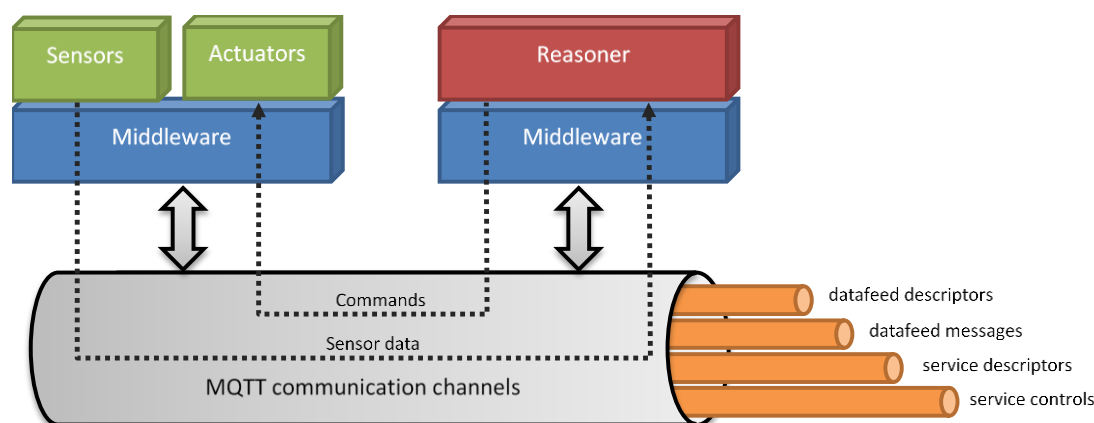 Sensors
Actuators
Reasoner
Middleware
Middleware
Commands
Sensor data
MQTT communication channels
datafeed descriptors
datafeed messages
service descriptors
service controls